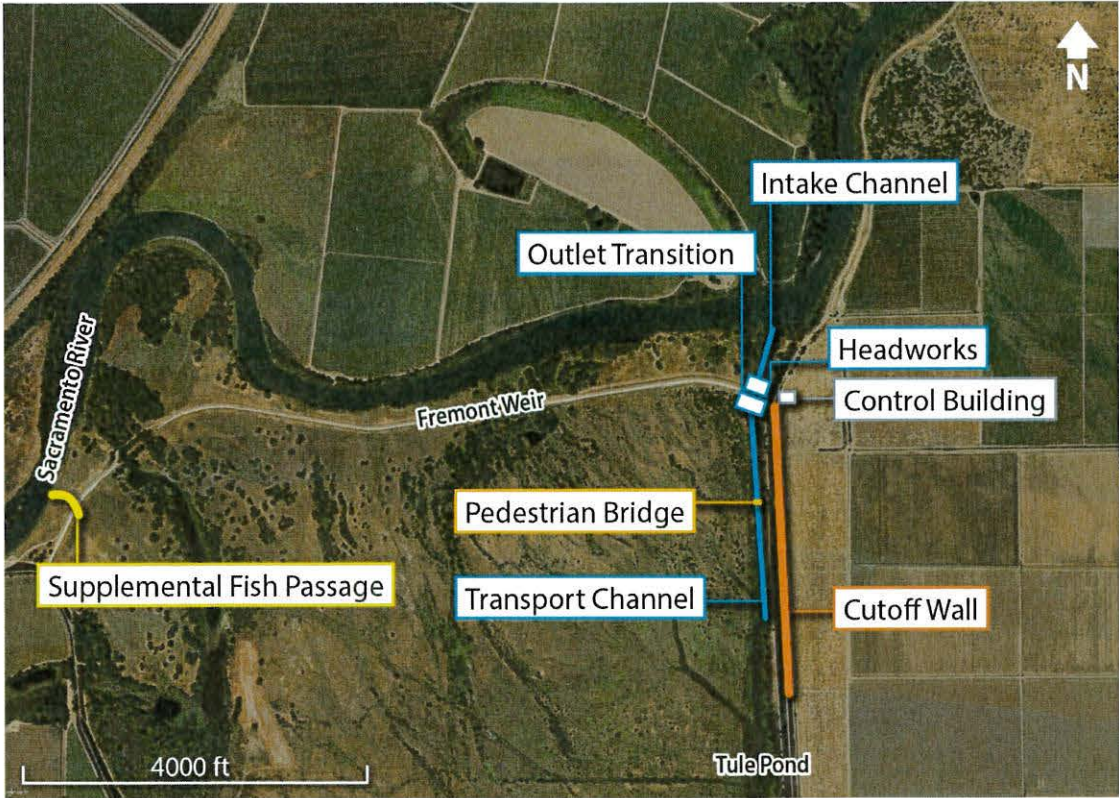 N
Intake Channel
Outlet Transition
Headworks
Control Building
Sacramento River
Fremont Weir
Pedestrian Bridge
Supplemental Fish Passage
Transport Channel
Cutoff Wall
4000 ft
Tule Pond